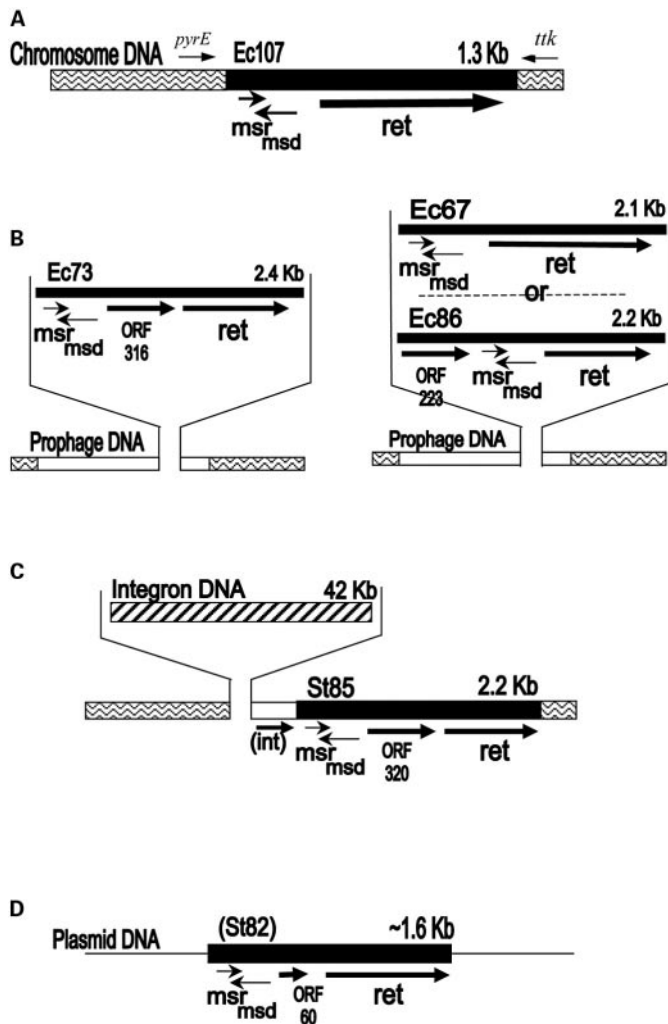 A
pyrE
ttk
Chromosome DNA
Ec107
1.3 Kb
msr
msd
ret
B
Ec73
2.4 Kb
msr
msd
ORF
316
ret
Prophage DNA
Ec67
2.1 Kb
msr
msd
ret
or
Ec86
2.2 Kb
ORF
223
msr
msd
ret
Prophage DNA
C
Integron DNA
42 Kb
St85
2.2 Kb
(int)
msr
msd
ORF
320
ret
D
Plasmid DNA
(St82)
~1.6 Kb
msr
msd
ORF
60
ret